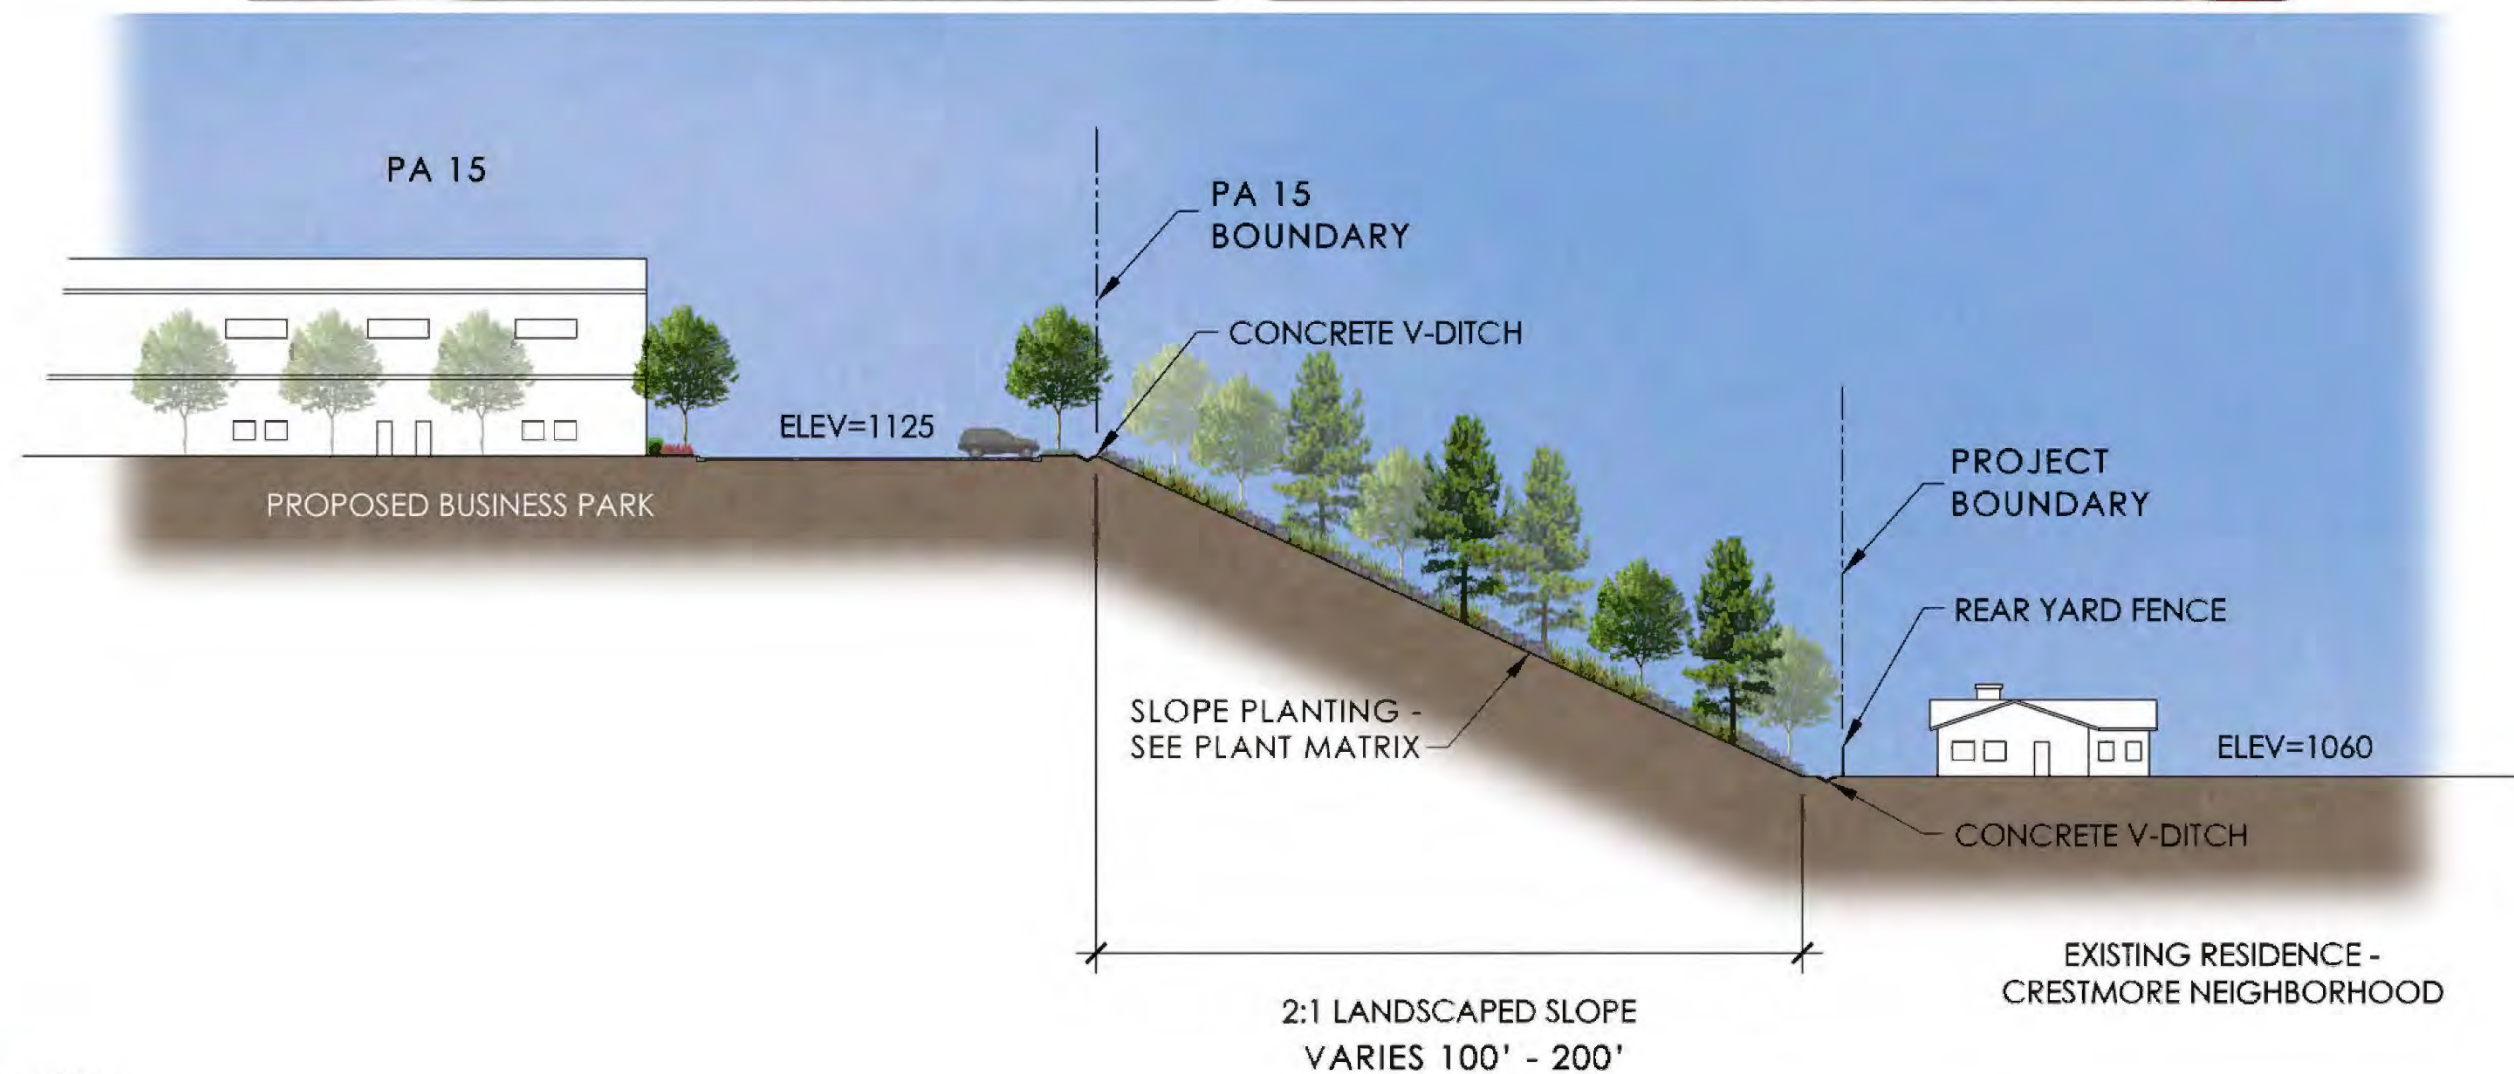 PA 15
PA 15
BOUNDARY
CONCRETE V-DITCH
ELEV=1125
PROPOSED BUSINESS PARK
PROJECT
BOUNDARY
REAR YARD FENCE
SLOPE PLANTING -
SEE PLANT MATRIX
ELEV=1060
CONCRETE V-DITCH
EXISTING RESIDENCE -
CRESTMORE NEIGHBORHOOD
2:1 LANDSCAPED SLOPE
VARIES 100' - 200'